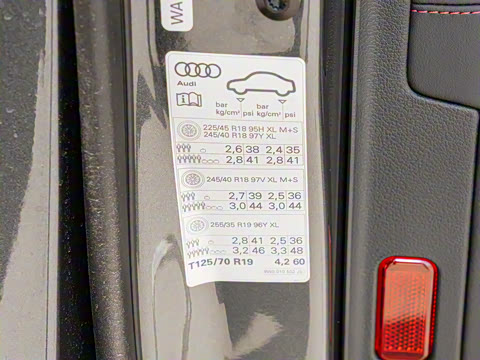 WA
Audi
bar bar
kg/cm² psi kg/cm² psi
225/45 R18 95H XL M+S
245/40 R18 97Y XL
2,6 38 2,4 35
2,8 41 2,8 41
245/40 R18 97V XL M+S
2,7 39 2,5 36
3,0 44 3,0 44
255/35 R19 96Y XL
2,8 41 2,5 36
3,2 46 3,3 48
T125/70 R19 4,2 60